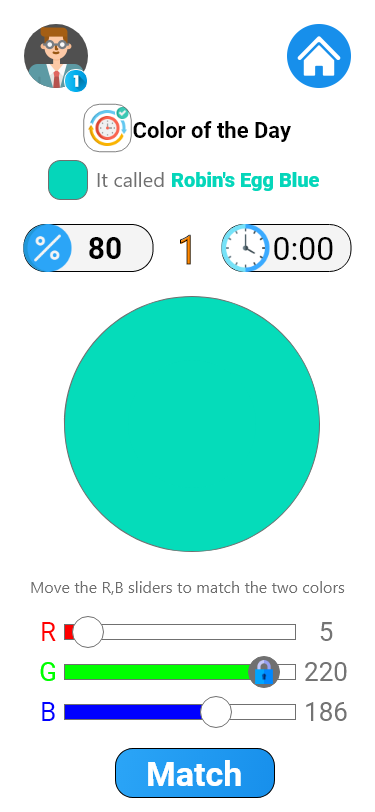 1
Color of the Day
It called Robin's Egg Blue
% 80 1 0:00
Move the R,B sliders to match the two colors
R 5
G 220
B 186
Match